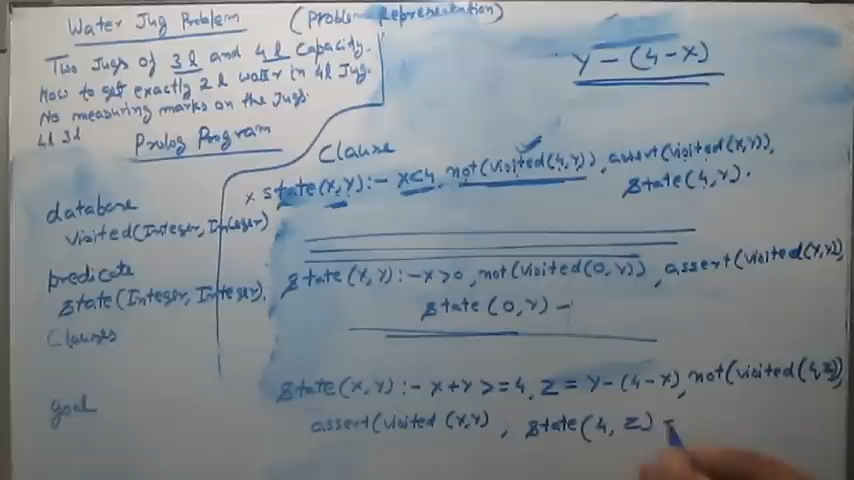 Water Jug Problem (Problem Representation)
Two Jugs of 3 l and 4 l Capacity.
How to get exactly 2 l water in 4l Jug.
No measuring marks on the Jugs.
4l 3l
Prolog Program
Y - (4-X)
Clause
state(X,Y):- X<4, not(visited(4,Y)), assert(visited(X,Y)),
state(4,Y).
database
visited(Integer, Integer)
predicate
state(Integer, Integer).
Clauses
goal
state(X,Y):-X>0, not(visited(0,Y)), assert(visited(X,Y)),
state(0,Y) -
state(X,Y):-X+Y>=4, Z = Y-(4-X), not(visited(4,Z))
assert(visited(X,Y), state(4,Z)